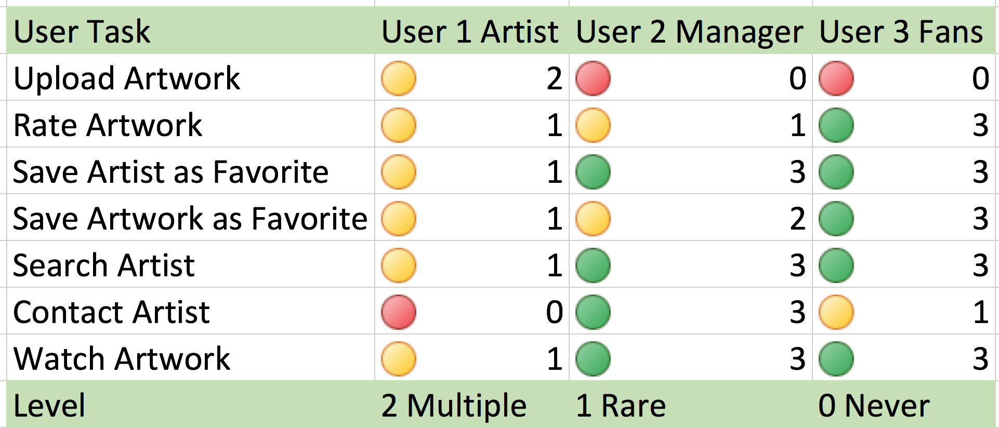 User Task User 1 Artist User 2 Manager User 3 Fans
Upload Artwork 2 0 0
Rate Artwork 1 1 3
Save Artist as Favorite 1 3 3
Save Artwork as Favorite 1 2 3
Search Artist 1 3 3
Contact Artist 0 3 1
Watch Artwork 1 3 3
Level 2 Multiple 1 Rare 0 Never